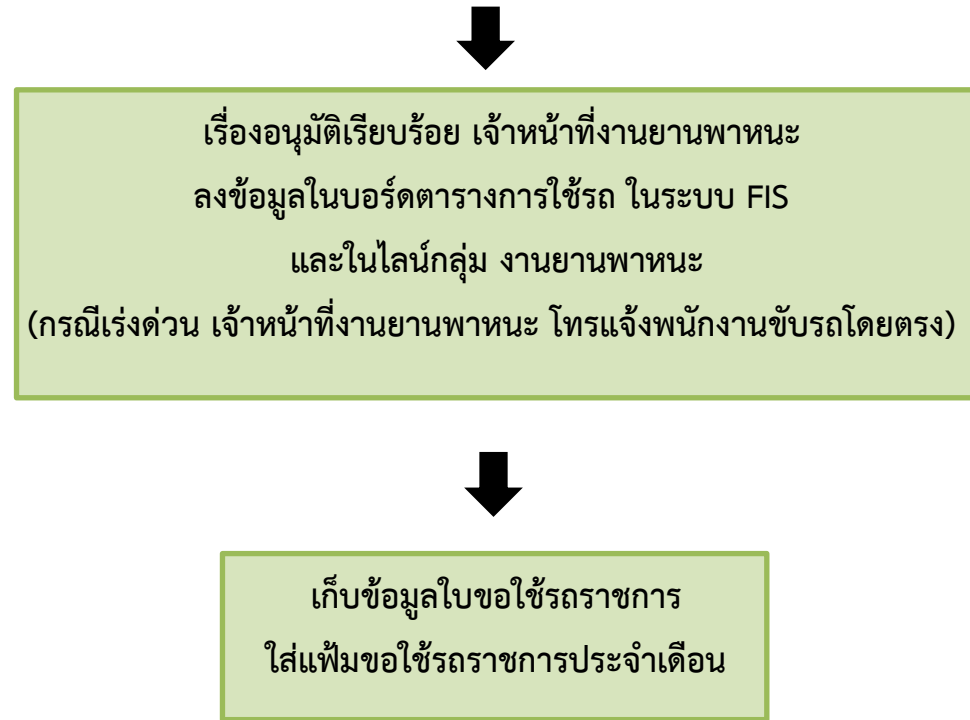 เรื่องอนุมัติเรียบร้อย เจ้าหน้าที่งานยานพาหนะ
ลงข้อมูลในบอร์ดตารางการใช้รถ ในระบบ FIS
และในไลน์กลุ่ม งานยานพาหนะ
(กรณีเร่งด่วน เจ้าหน้าที่งานยานพาหนะ โทรแจ้งพนักงานขับรถโดยตรง)
เก็บข้อมูลใบขอใช้รถราชการ
ใส่แฟ้มขอใช้รถราชการประจำเดือน